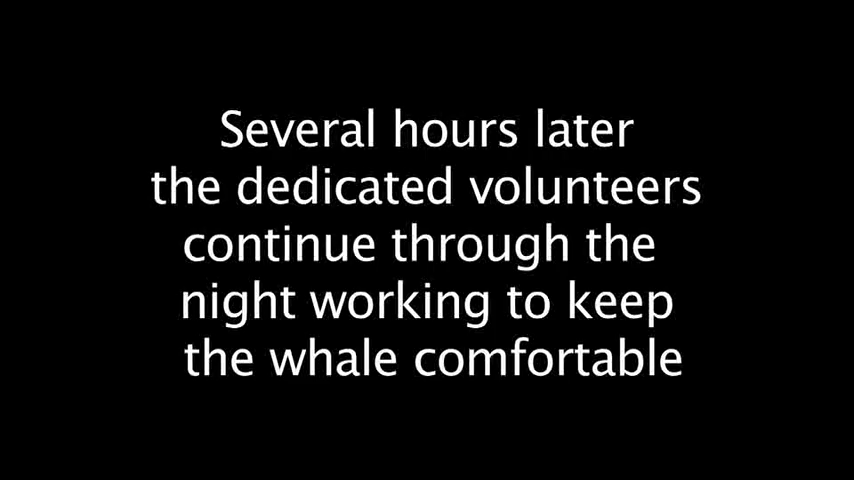 Several hours later
the dedicated volunteers
continue through the
night working to keep
the whale comfortable